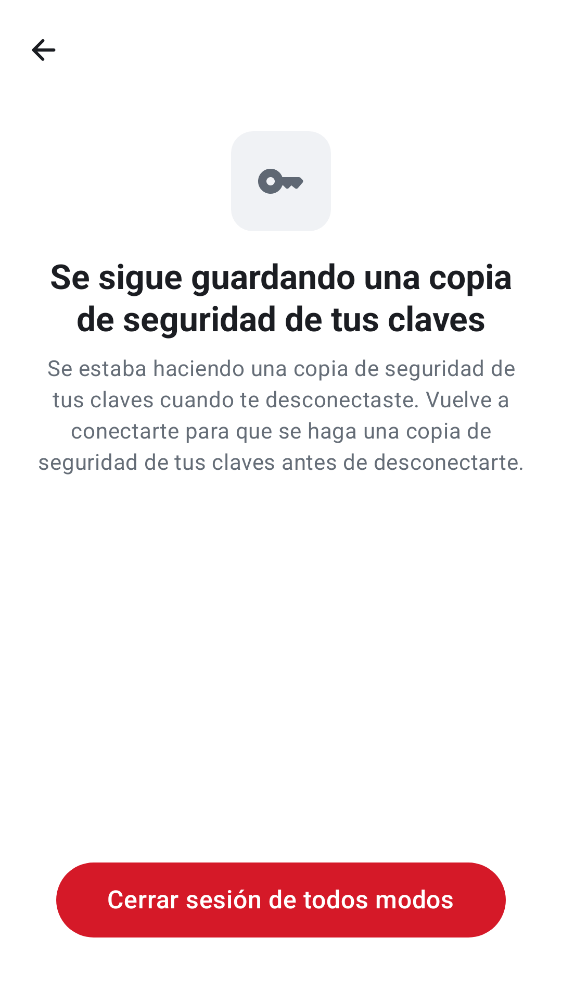 Se sigue guardando una copia
de seguridad de tus claves
Se estaba haciendo una copia de seguridad de
tus claves cuando te desconectaste. Vuelve a
conectarte para que se haga una copia de
seguridad de tus claves antes de desconectarte.
Cerrar sesión de todos modos